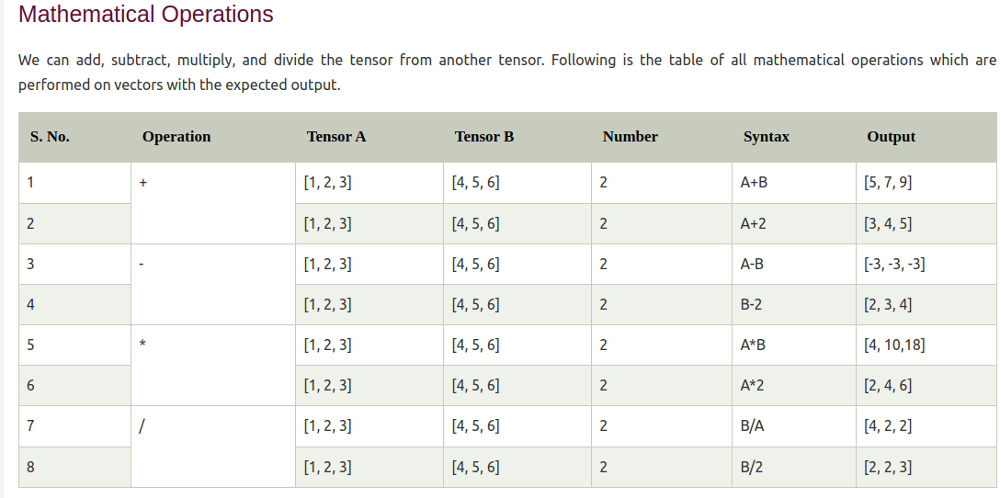 Mathematical Operations
We can add, subtract, multiply, and divide the tensor from another tensor. Following is the table of all mathematical operations which are
performed on vectors with the expected output.
S. No. Operation Tensor A Tensor B Number Syntax Output
1 + [1, 2, 3] [4, 5, 6] 2 A+B [5, 7, 9]
2 [1, 2, 3] [4, 5, 6] 2 A+2 [3, 4, 5]
3 - [1, 2, 3] [4, 5, 6] 2 A-B [-3, -3, -3]
4 [1, 2, 3] [4, 5, 6] 2 B-2 [2, 3, 4]
5 * [1, 2, 3] [4, 5, 6] 2 A*B [4, 10,18]
6 [1, 2, 3] [4, 5, 6] 2 A*2 [2, 4, 6]
7 / [1, 2, 3] [4, 5, 6] 2 B/A [4, 2, 2]
8 [1, 2, 3] [4, 5, 6] 2 B/2 [2, 2, 3]